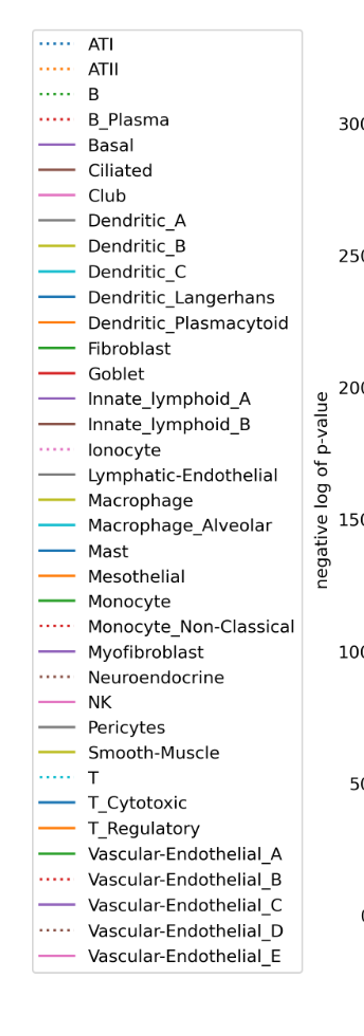 ATI
ATII
B
B_Plasma
Basal
Ciliated
Club
Dendritic_A
Dendritic_B
Dendritic_C
Dendritic_Langerhans
Dendritic_Plasmacytoid
Fibroblast
Goblet
Innate_lymphoid_A
Innate_lymphoid_B
Ionocyte
Lymphatic-Endothelial
Macrophage
Macrophage_Alveolar
Mast
Mesothelial
Monocyte
Monocyte_Non-Classical
Myofibroblast
Neuroendocrine
NK
Pericytes
Smooth-Muscle
T
T_Cytotoxic
T_Regulatory
Vascular-Endothelial_A
Vascular-Endothelial_B
Vascular-Endothelial_C
Vascular-Endothelial_D
Vascular-Endothelial_E
negative log of p-value